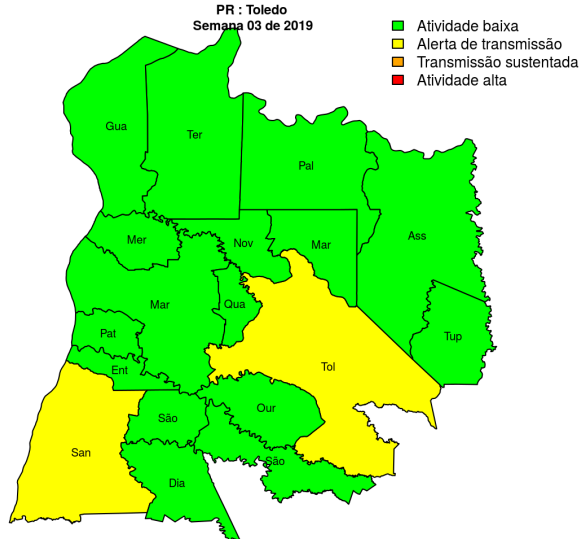 PR : Toledo
Semana 03 de 2019
Atividade baixa
Alerta de transmissão
Transmissão sustentada
Atividade alta
Gua
Ter
Pal
Ass
Mer
Nov
Mar
Mar
Qua
Pat
Tup
Ent
Tol
Our
São
San
São
Dia